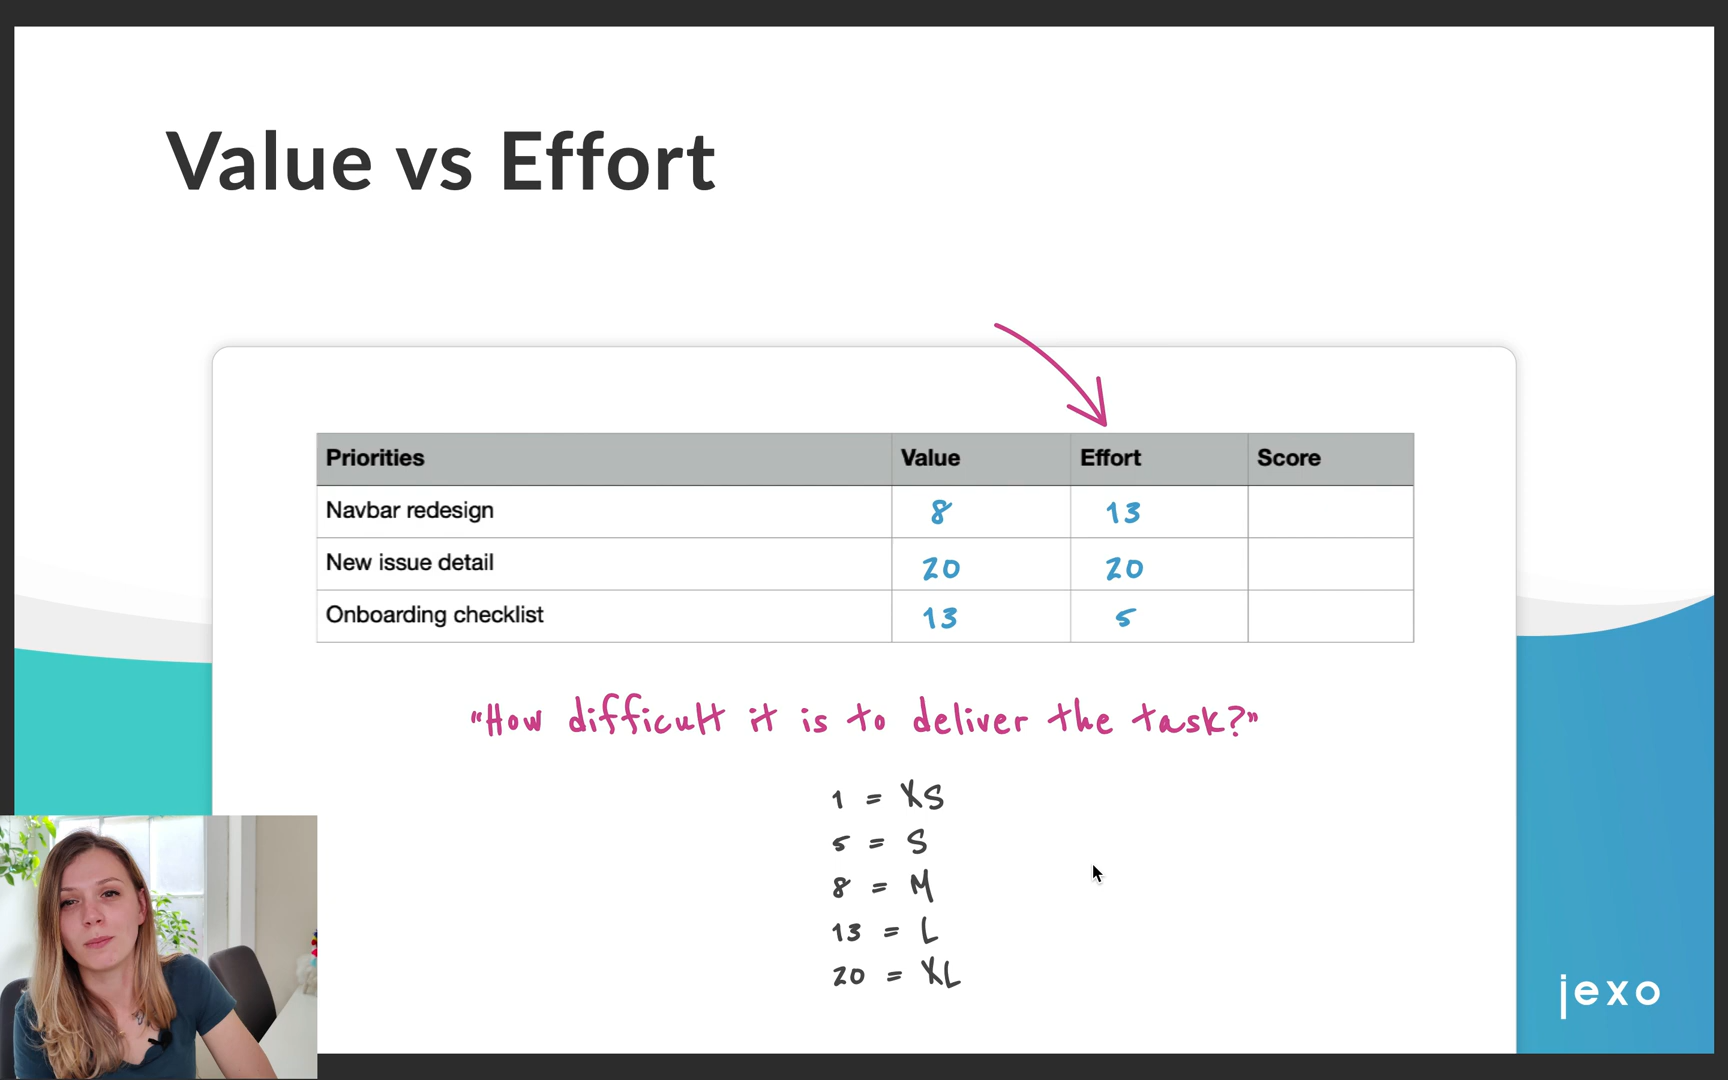 Value vs Effort
Priorities Value Effort Score
Navbar redesign 8 13
New issue detail 20 20
Onboarding checklist 13 5
"How difficult it is to deliver the task?"
1 = XS
5 = S
8 = M
13 = L
20 = XL
jexo